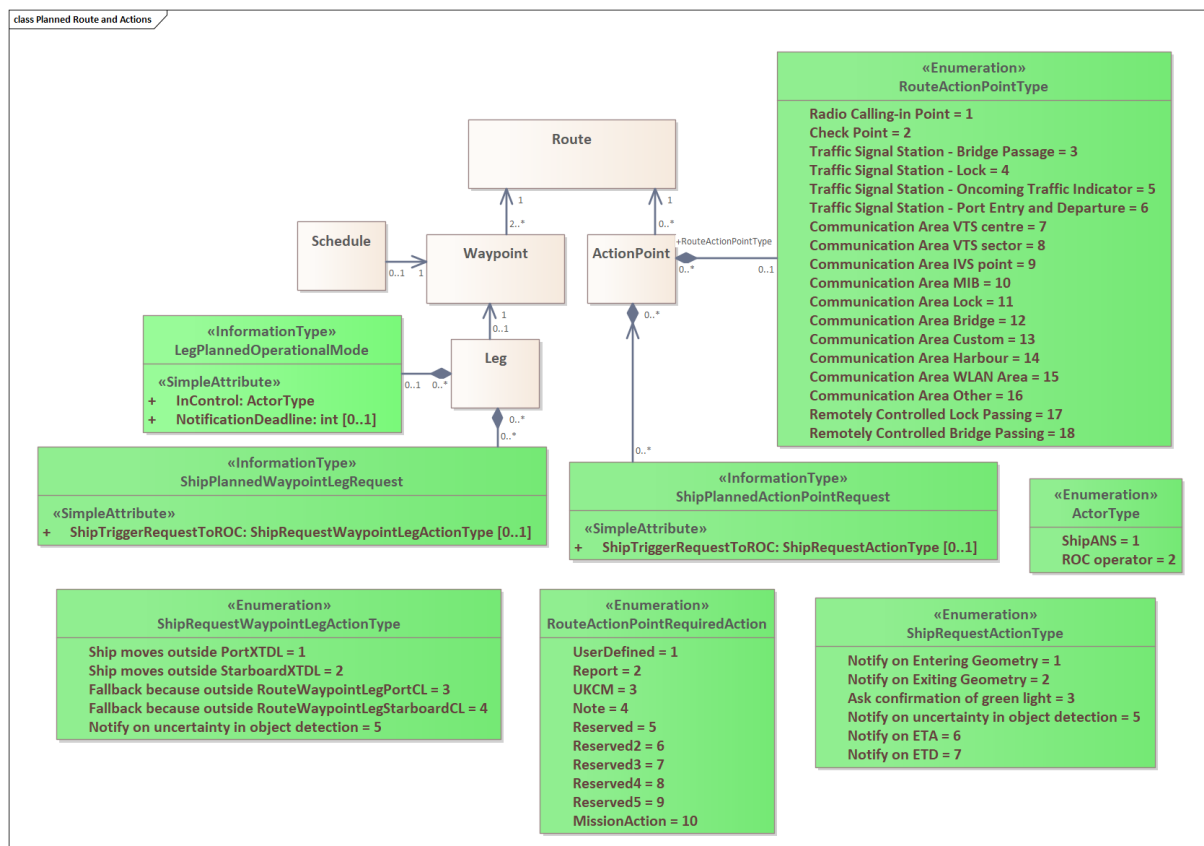 class Planned Route and Actions
«Enumeration»
RouteActionPointType
Radio Calling-in Point = 1
Check Point = 2
Traffic Signal Station - Bridge Passage = 3
Traffic Signal Station - Lock = 4
Traffic Signal Station - Oncoming Traffic Indicator = 5
Traffic Signal Station - Port Entry and Departure = 6
Communication Area VTS centre = 7
Communication Area VTS sector = 8
Communication Area IVS point = 9
Communication Area MIB = 10
Communication Area Lock = 11
Communication Area Bridge = 12
Communication Area Custom = 13
Communication Area Harbour = 14
Communication Area WLAN Area = 15
Communication Area Other = 16
Remotely Controlled Lock Passing = 17
Remotely Controlled Bridge Passing = 18
Route
1
1
2..*
0..*
Schedule
0..1
1
Waypoint
ActionPoint
+RouteActionPointType
0..*
0..1
1
0..1
0..*
Leg
0..1
0..*
0..*
0..*
0..*
«InformationType»
LegPlannedOperationalMode
«SimpleAttribute»
+ InControl: ActorType
+ NotificationDeadline: int [0..1]
«InformationType»
ShipPlannedWaypointLegRequest
«SimpleAttribute»
+ ShipTriggerRequestToROC: ShipRequestWaypointLegActionType [0..1]
«InformationType»
ShipPlannedActionPointRequest
«SimpleAttribute»
+ ShipTriggerRequestToROC: ShipRequestActionType [0..1]
«Enumeration»
ActorType
ShipANS = 1
ROC operator = 2
«Enumeration»
ShipRequestWaypointLegActionType
Ship moves outside PortXTDL = 1
Ship moves outside StarboardXTDL = 2
Fallback because outside RouteWaypointLegPortCL = 3
Fallback because outside RouteWaypointLegStarboardCL = 4
Notify on uncertainty in object detection = 5
«Enumeration»
RouteActionPointRequiredAction
UserDefined = 1
Report = 2
UKCM = 3
Note = 4
Reserved = 5
Reserved2 = 6
Reserved3 = 7
Reserved4 = 8
Reserved5 = 9
MissionAction = 10
«Enumeration»
ShipRequestActionType
Notify on Entering Geometry = 1
Notify on Exiting Geometry = 2
Ask confirmation of green light = 3
Notify on uncertainty in object detection = 5
Notify on ETA = 6
Notify on ETD = 7